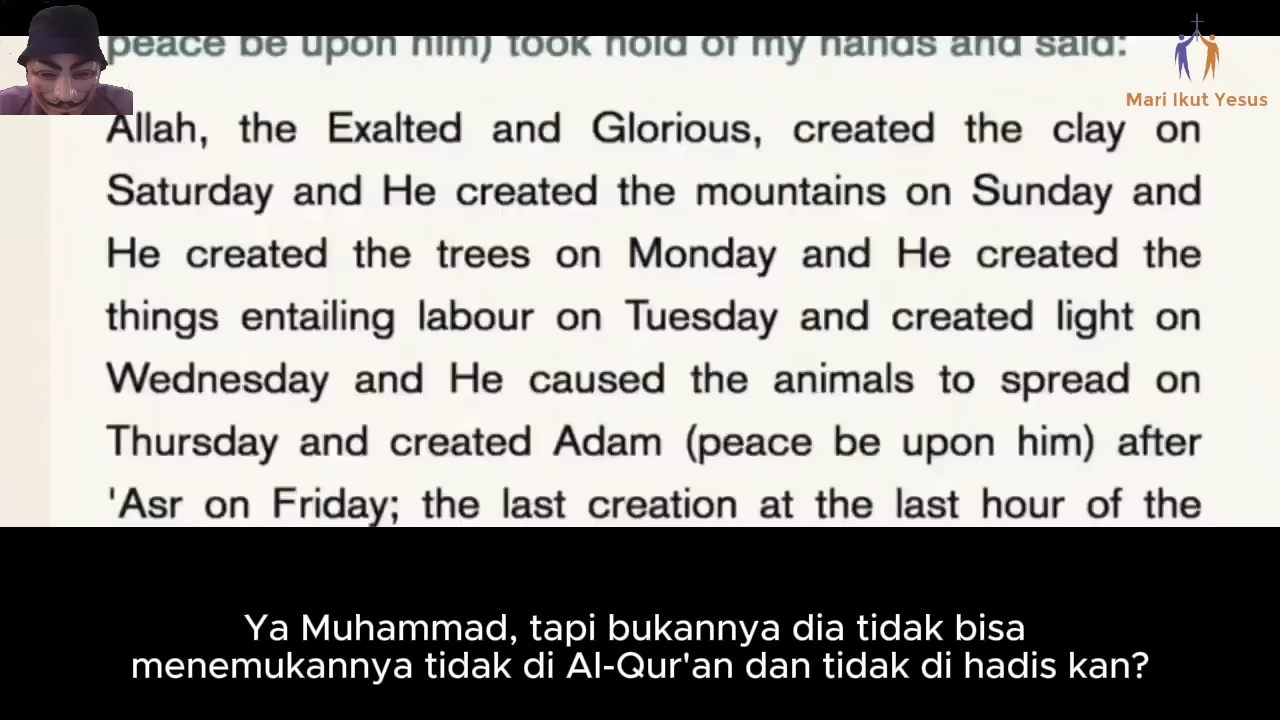 peace be upon him) took hold of my hands and said:
Mari Ikut Yesus
Allah, the Exalted and Glorious, created the clay on
Saturday and He created the mountains on Sunday and
He created the trees on Monday and He created the
things entailing labour on Tuesday and created light on
Wednesday and He caused the animals to spread on
Thursday and created Adam (peace be upon him) after
'Asr on Friday; the last creation at the last hour of the
Ya Muhammad, tapi bukannya dia tidak bisa
menemukannya tidak di Al-Qur'an dan tidak di hadis kan?